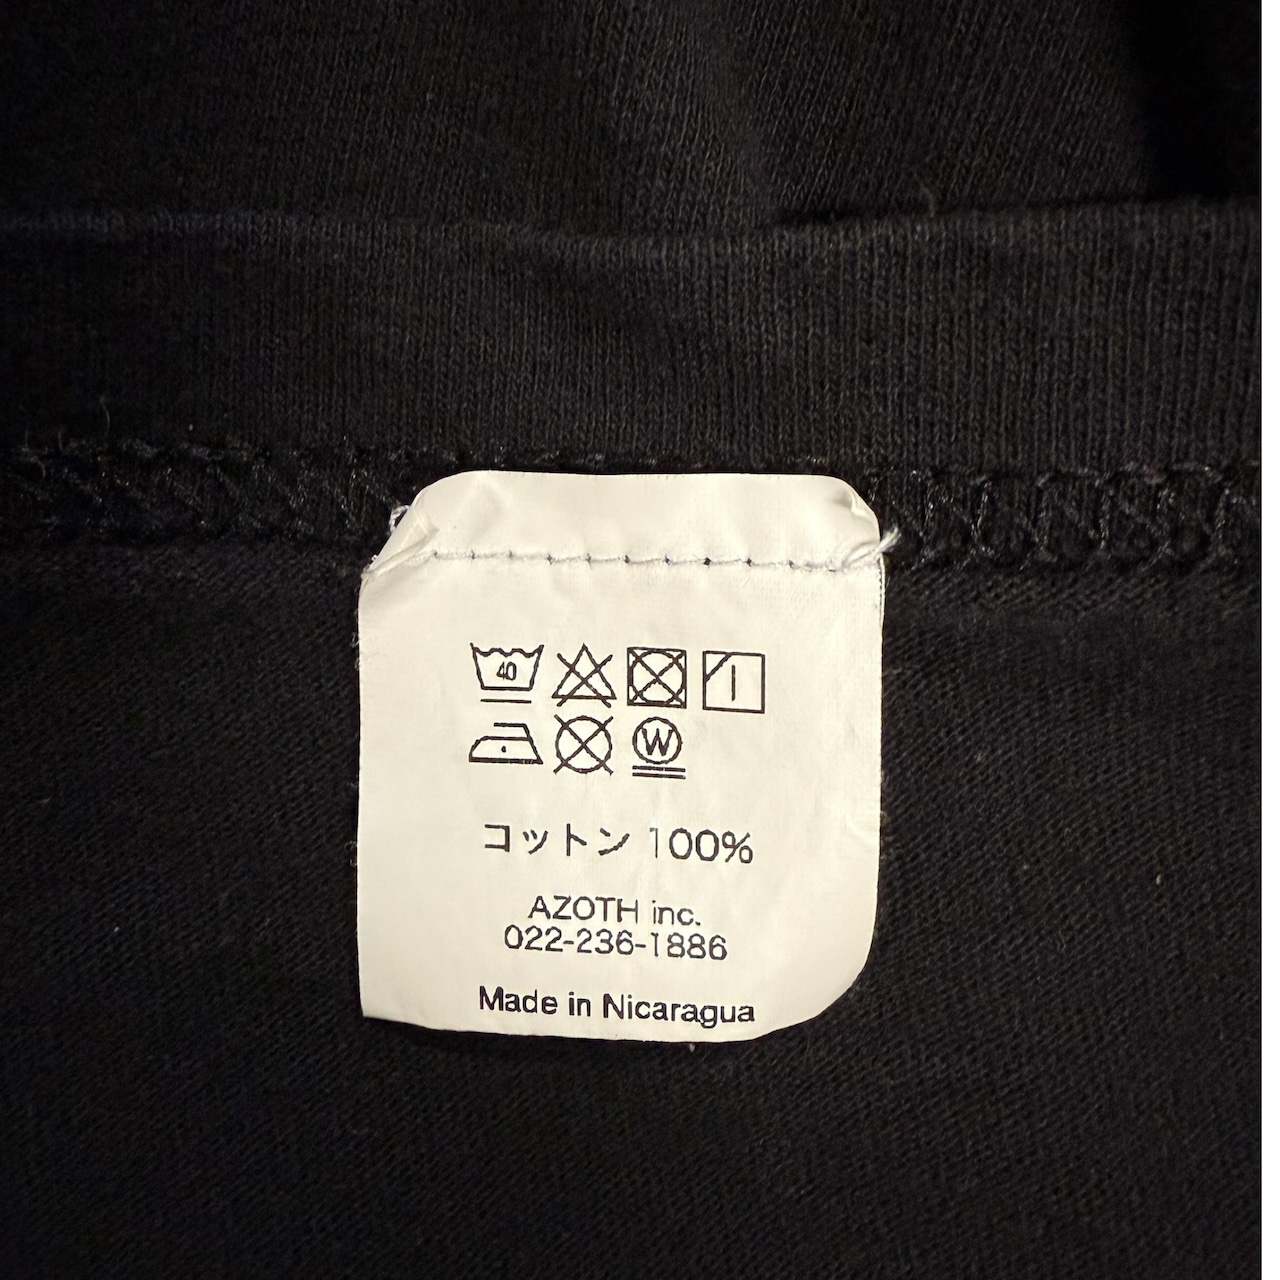 40
W
コットン 100%
AZOTH inc.
022-236-1886
Made in Nicaragua